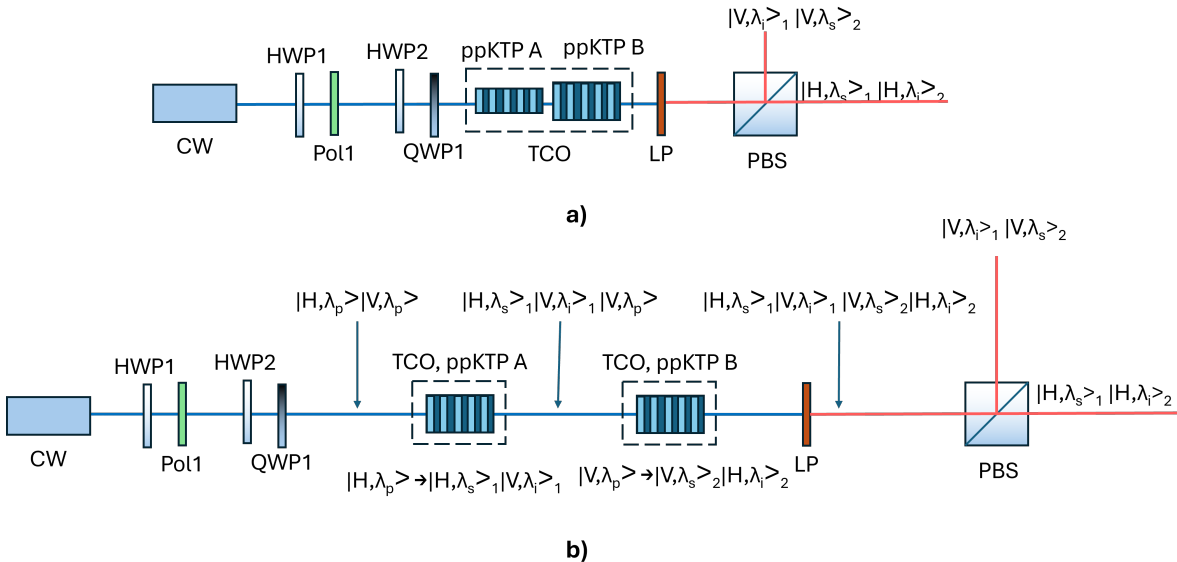 |V,λi>1 |V,λs>2
ppKTP A ppKTP B
HWP1 HWP2
|H,λs>1 |H,λi>2
CW Pol1 QWP1 TCO LP PBS
a)
|V,λi>1 |V,λs>2
|H,λp>|V,λp> |H,λs>1|V,λi>1 |V,λp> |H,λs>1|V,λi>1 |V,λs>2|H,λi>2
HWP1 HWP2 TCO, ppKTP A TCO, ppKTP B
|H,λs>1 |H,λi>2
CW Pol1 QWP1 LP PBS
|H,λp> →|H,λs>1|V,λi>1 |V,λp> →|V,λs>2|H,λi>2
b)